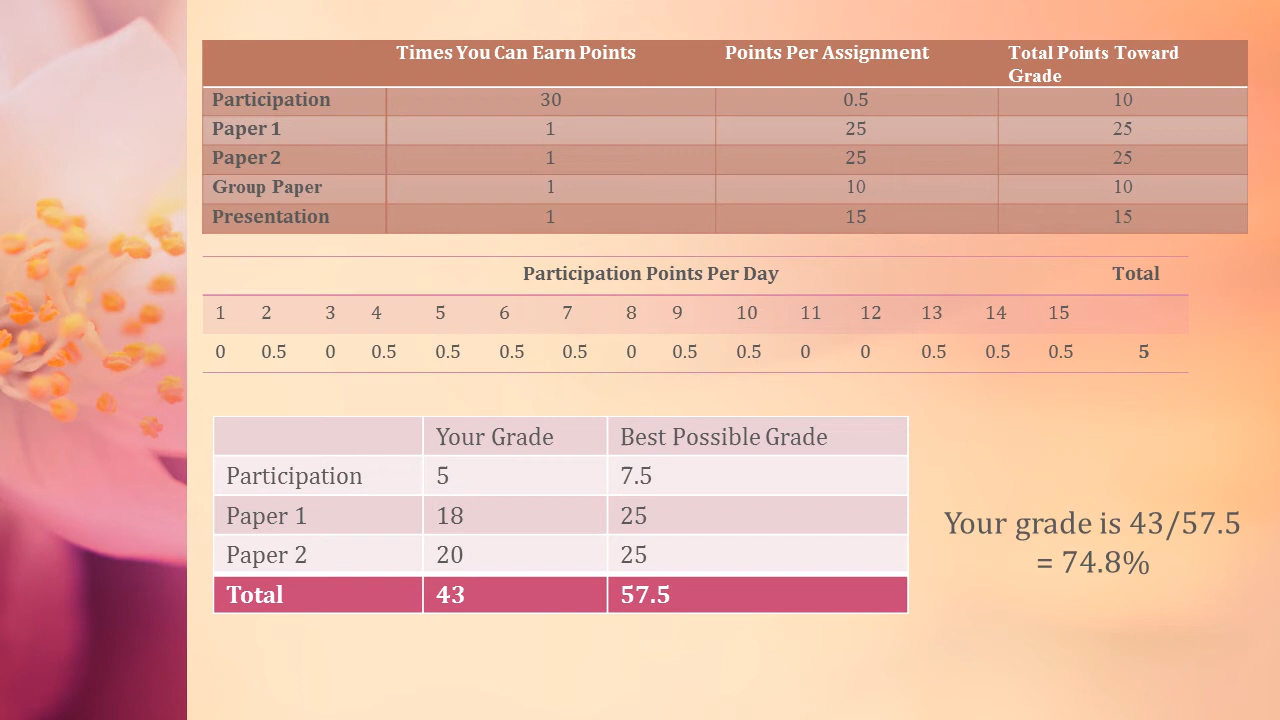 Times You Can Earn Points Points Per Assignment Total Points Toward Grade
Participation 30 0.5 10
Paper 1 1 25 25
Paper 2 1 25 25
Group Paper 1 10 10
Presentation 1 15 15
Participation Points Per Day Total
1 2 3 4 5 6 7 8 9 10 11 12 13 14 15
0 0.5 0 0.5 0.5 0.5 0.5 0 0.5 0.5 0 0 0.5 0.5 0.5 5
Your Grade Best Possible Grade
Participation 5 7.5
Paper 1 18 25
Paper 2 20 25
Total 43 57.5
Your grade is 43/57.5
= 74.8%